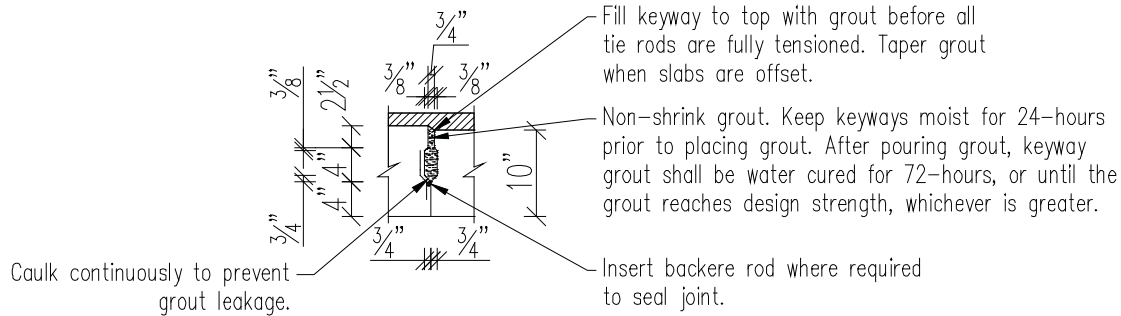 Fill keyway to top with grout before all
tie rods are fully tensioned. Taper grout
when slabs are offset.
3/4"
3/8"
3/8"
3/8"
2 1/2"
Non-shrink grout. Keep keyways moist for 24-hours
prior to placing grout. After pouring grout, keyway
grout shall be water cured for 72-hours, or until the
grout reaches design strength, whichever is greater.
4"
10"
4"
3/4"
3/4"
3/4"
Caulk continuously to prevent
grout leakage.
Insert backere rod where required
to seal joint.